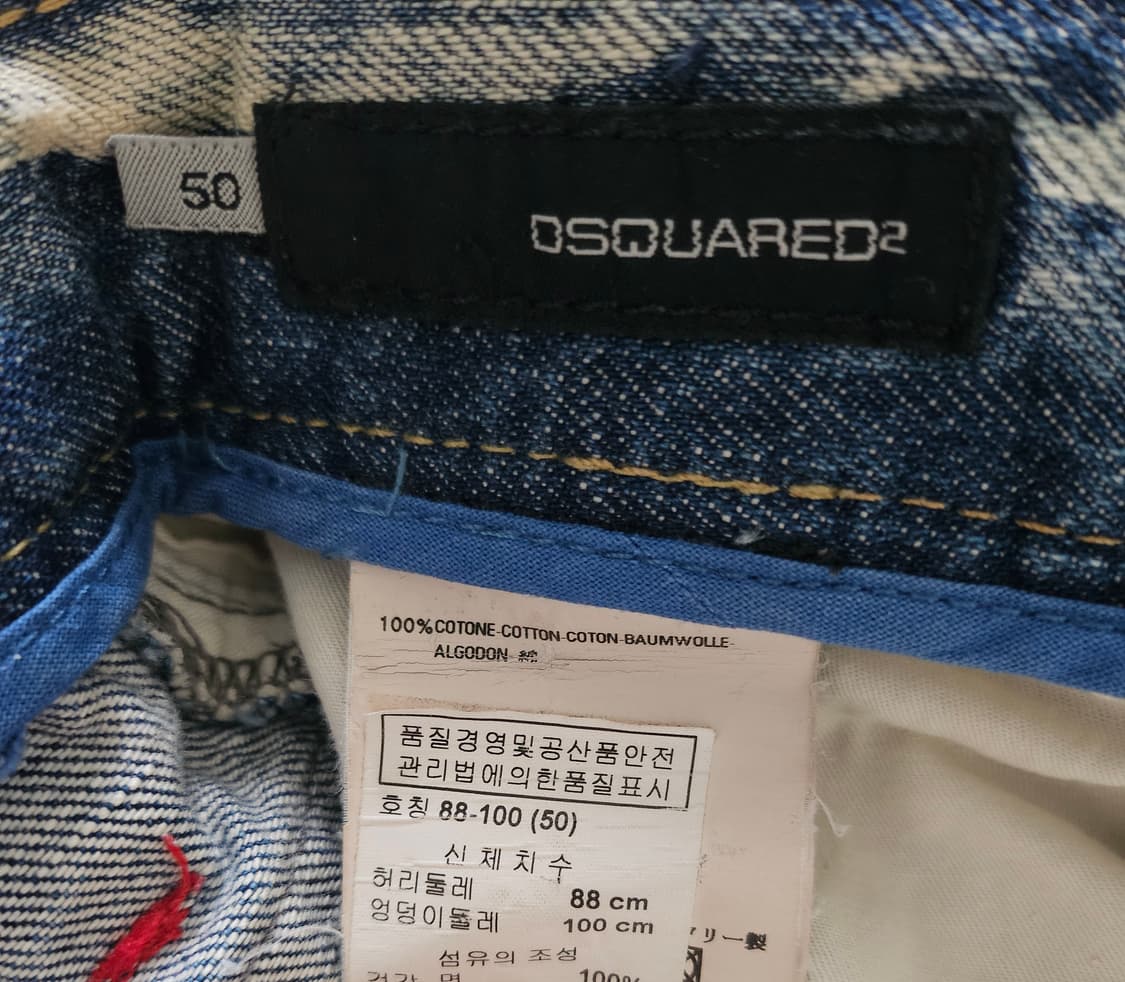 50
DSQUARED2
100%COTONE-COTTON-COTON-BAUMWOLLE-
ALGODON 綿
품질경영및공산품안전
관리법에의한품질표시
호칭 88-100 (50)
신체치수
허리둘레 88 cm
엉덩이둘레 100 cm
リー製
섬유의 조성
겉감 면 100%